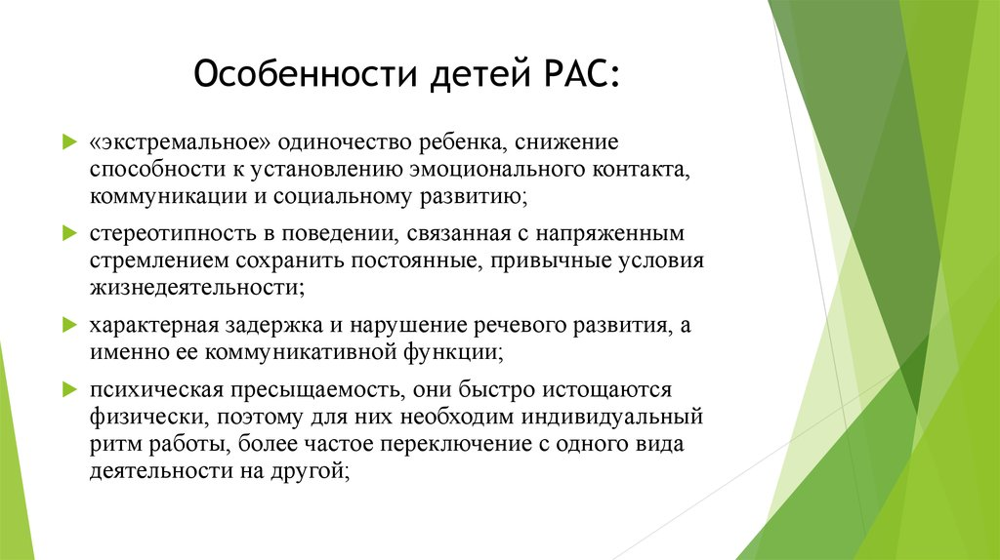 Особенности детей РАС:
«экстремальное» одиночество ребенка, снижение
способности к установлению эмоционального контакта,
коммуникации и социальному развитию;
стереотипность в поведении, связанная с напряженным
стремлением сохранить постоянные, привычные условия
жизнедеятельности;
характерная задержка и нарушение речевого развития, а
именно ее коммуникативной функции;
психическая пресыщаемость, они быстро истощаются
физически, поэтому для них необходим индивидуальный
ритм работы, более частое переключение с одного вида
деятельности на другой;